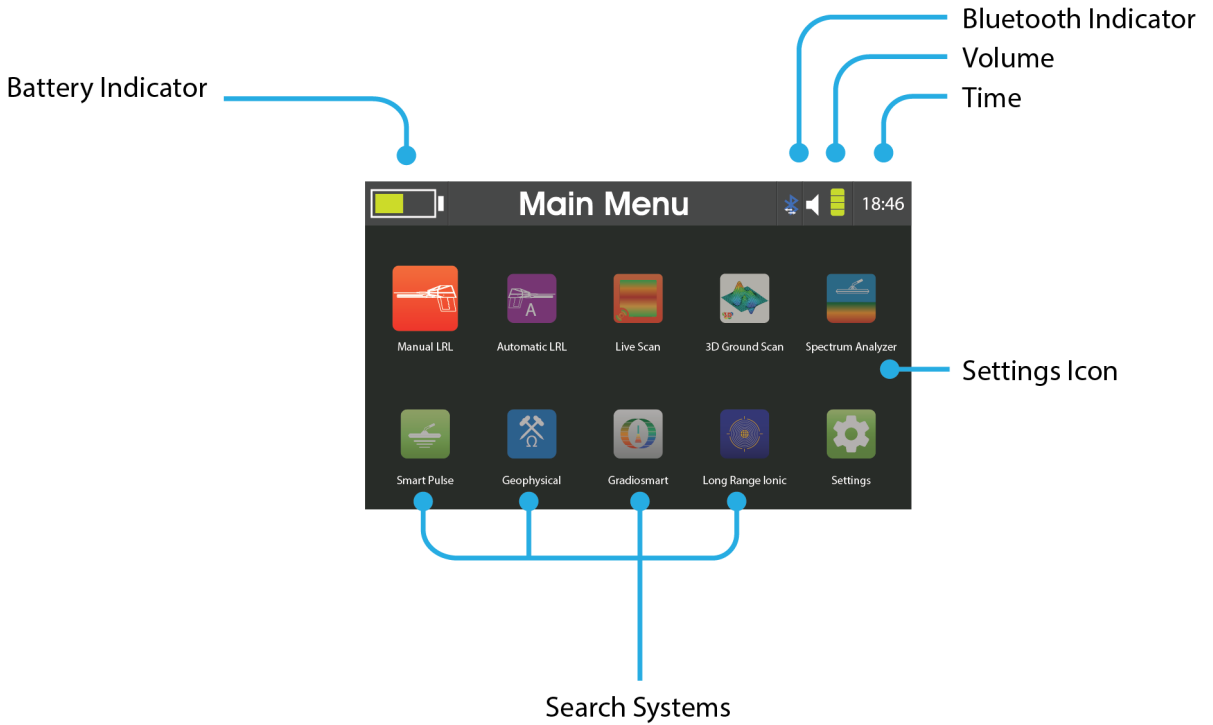 Bluetooth Indicator
Volume
Battery Indicator
Time
Main Menu
18:46
A
Manual LRL
Automatic LRL
Live Scan
3D Ground Scan
Spectrum Analyzer
Settings Icon
Ω
Smart Pulse
Geophysical
Gradiosmart
Long Range Ionic
Settings
Search Systems